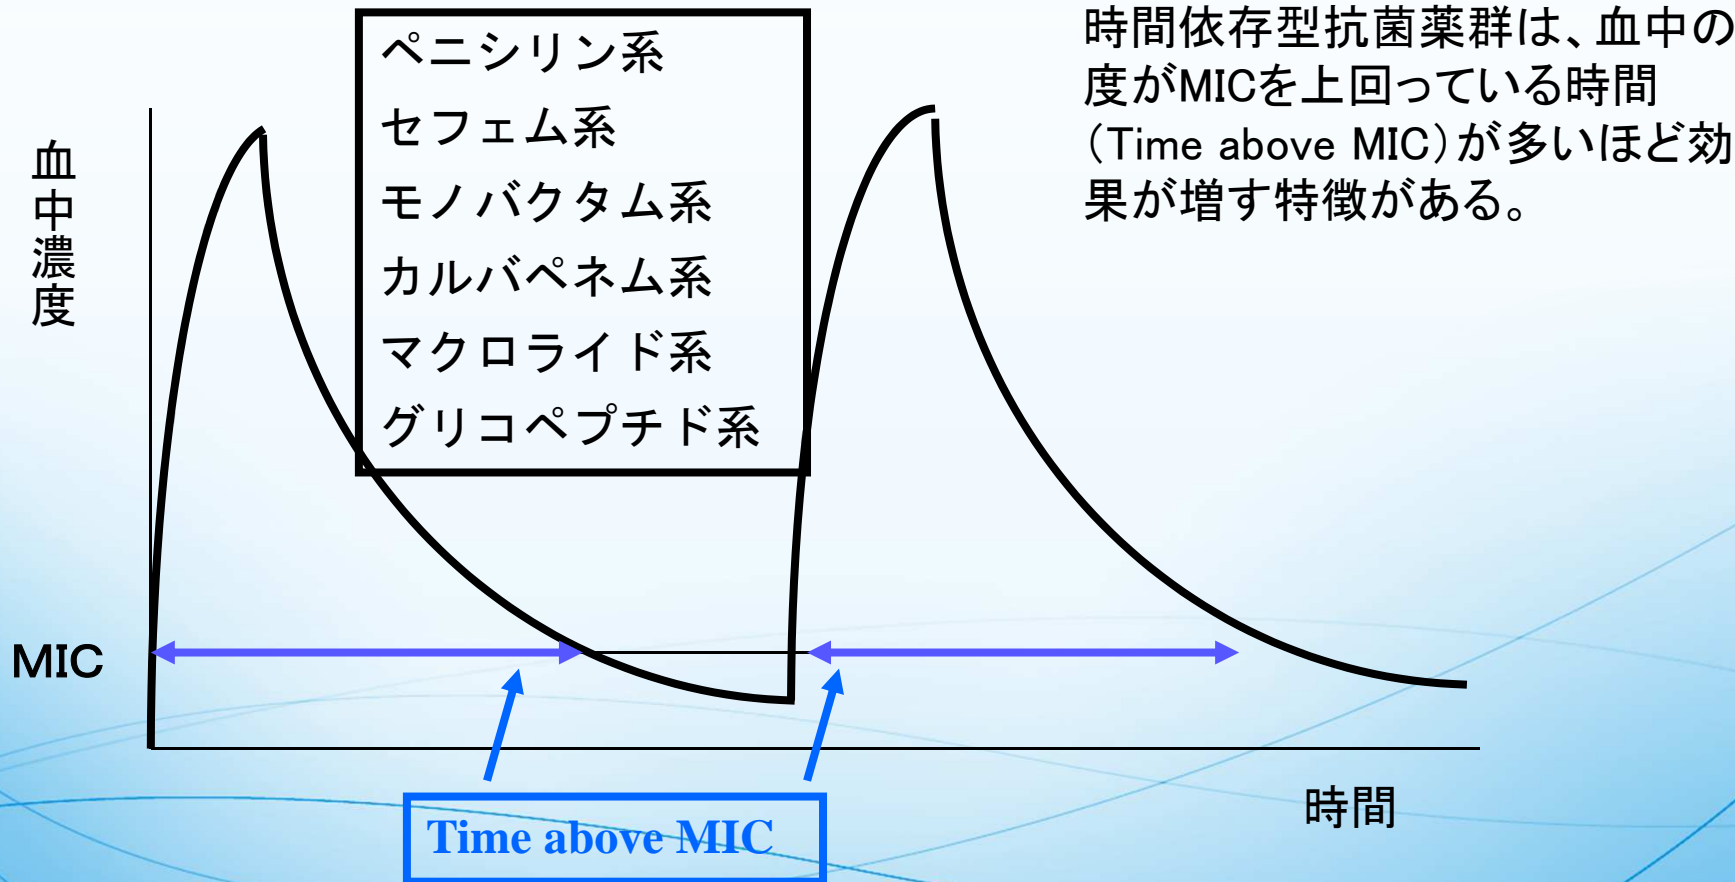 ペニシリン系
セフェム系
モノバクタム系
カルバペネム系
マクロライド系
グリコペプチド系
時間依存型抗菌薬群は、血中の
度がMICを上回っている時間
（Time above MIC）が多いほど効
果が増す特徴がある。
血中濃度
MIC
Time above MIC
時間